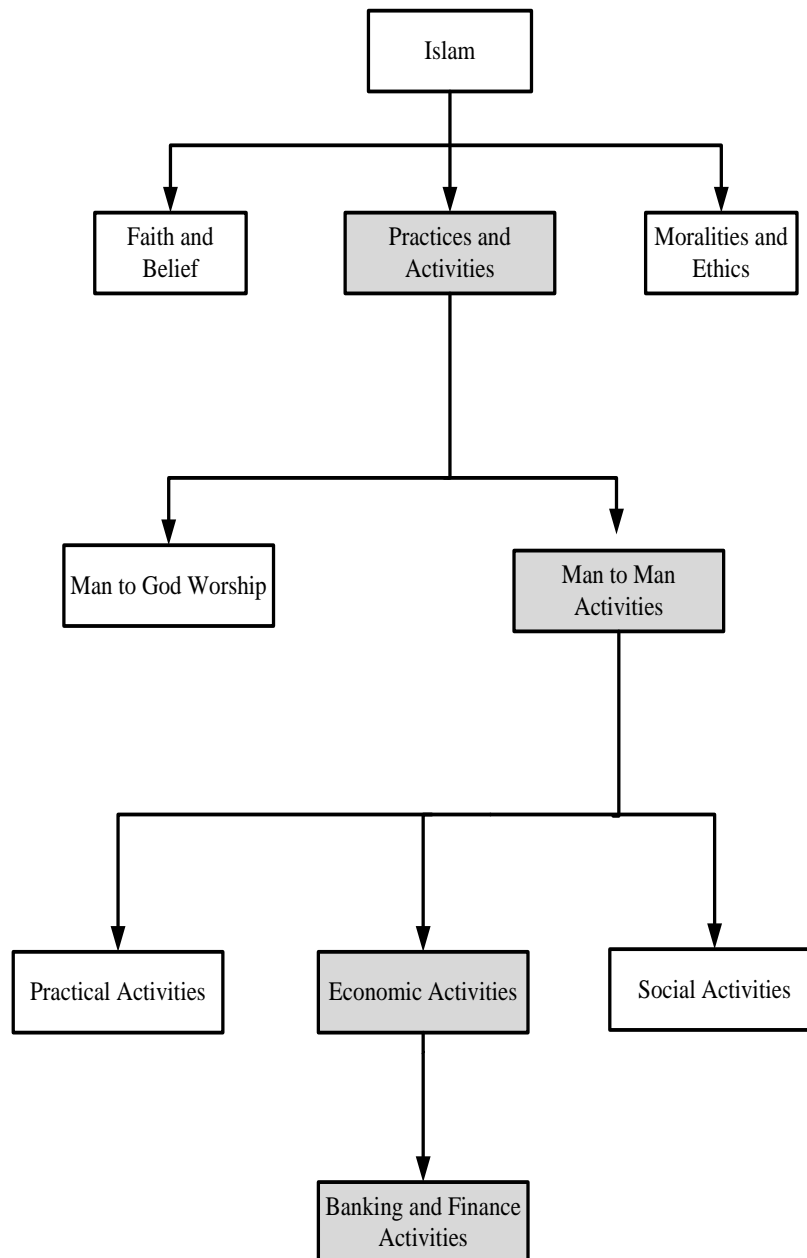 Islam
Faith and
Belief
Practices and
Activities
Moralities and
Ethics
Man to God Worship
Man to Man
Activities
Practical Activities
Economic Activities
Social Activities
Banking and Finance
Activities